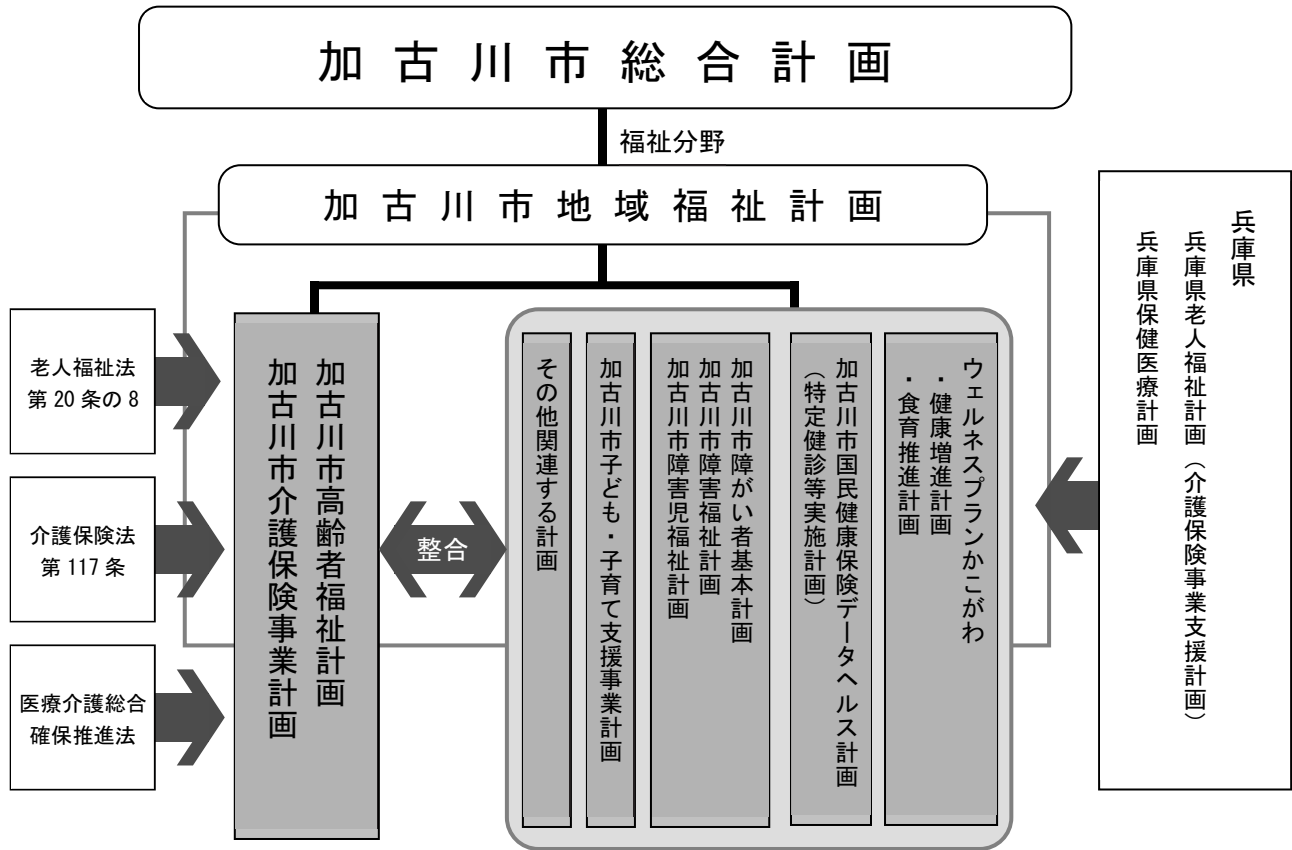 加古川市総合計画
福祉分野
加古川市地域福祉計画
老人福祉法
第20条の8
介護保険法
第117条
医療介護総合
確保推進法
加古川市高齢者福祉計画
加古川市介護保険事業計画
整合
ウェルネスプランかこがわ
・健康増進計画
・食育推進計画
加古川市国民健康保険データヘルス計画
（特定健診等実施計画）
加古川市障がい者基本計画
加古川市障害福祉計画
加古川市障害児福祉計画
加古川市子ども・子育て支援事業計画
その他関連する計画
兵庫県
兵庫県老人福祉計画（介護保険事業支援計画）
兵庫県保健医療計画